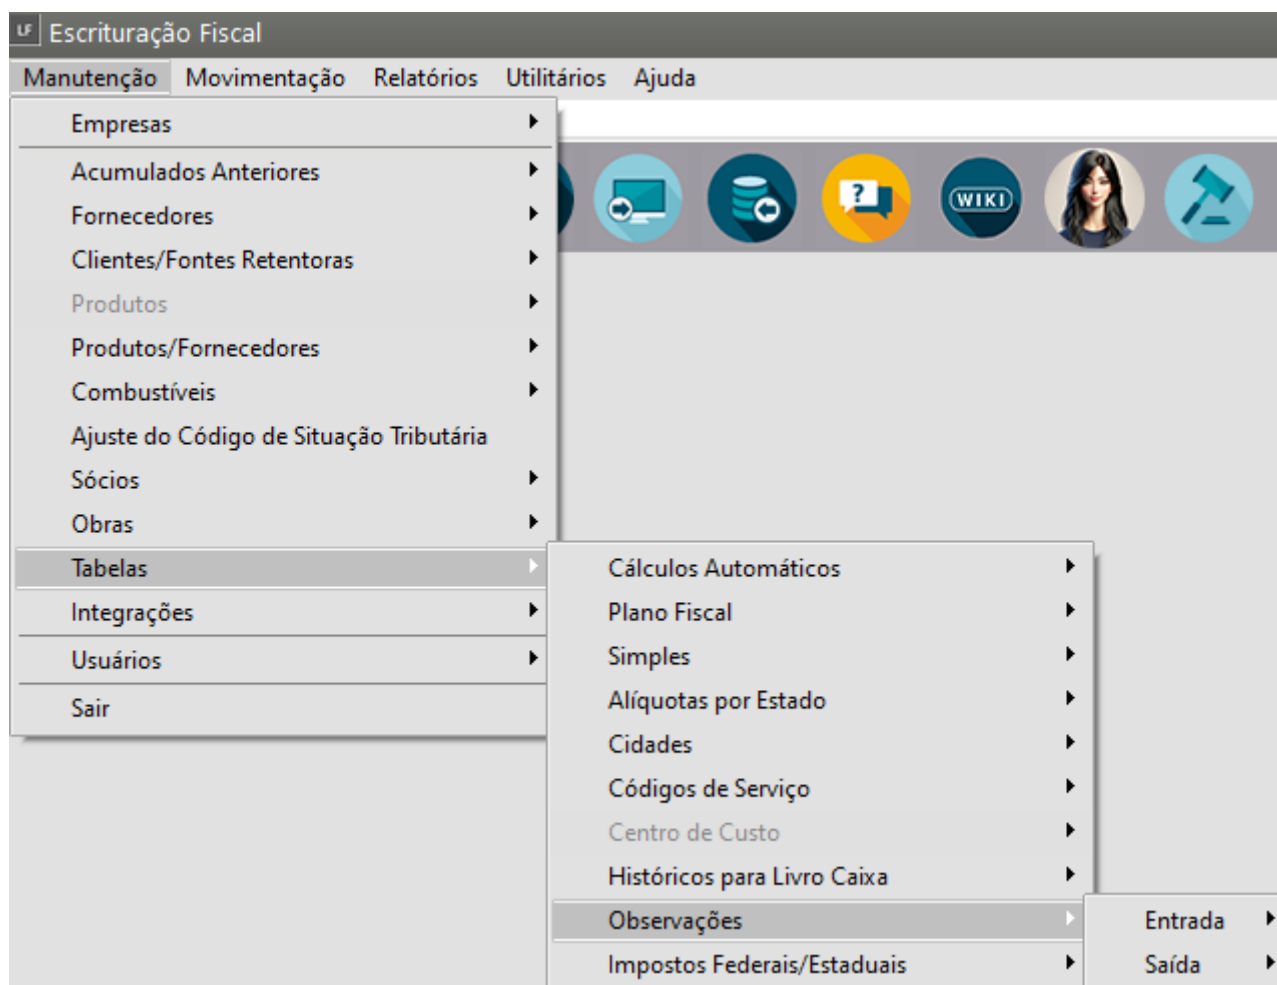 LF Escrituração Fiscal
Manutenção Movimentação Relatórios Utilitários Ajuda
Empresas
Acumulados Anteriores
Fornecedores
Clientes/Fontes Retentoras
Produtos
Produtos/Fornecedores
Combustíveis
Ajuste do Código de Situação Tributária
Sócios
Obras
Tabelas
Integrações
Usuários
Sair
?
WIKI
Cálculos Automáticos
Plano Fiscal
Simples
Alíquotas por Estado
Cidades
Códigos de Serviço
Centro de Custo
Históricos para Livro Caixa
Observações
Impostos Federais/Estaduais
Entrada
Saída